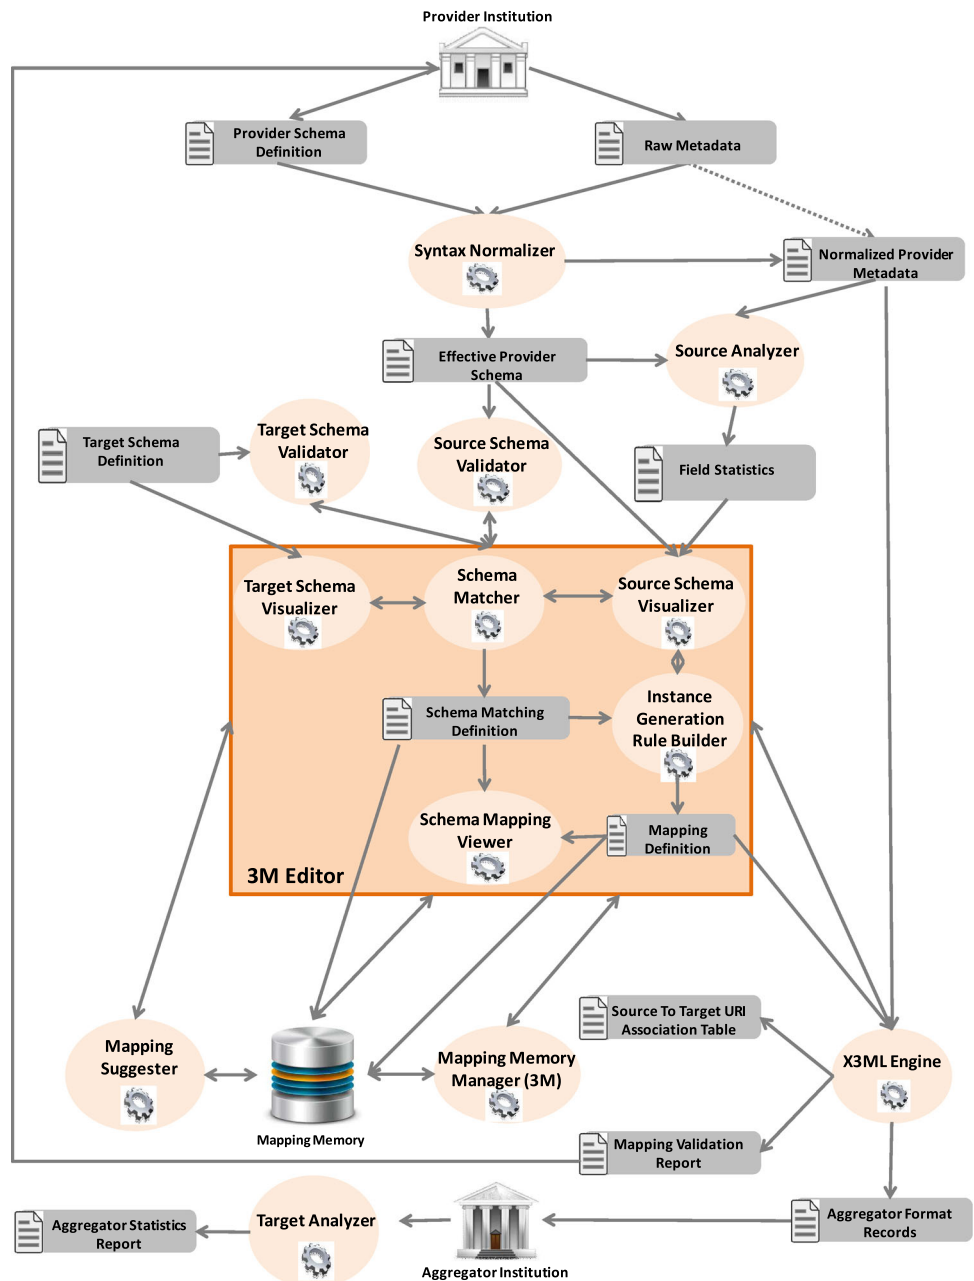 Provider Institution
Provider Schema
Definition
Raw Metadata
Syntax Normalizer
Normalized Provider
Metadata
Effective Provider
Schema
Source Analyzer
Target Schema
Definition
Target Schema
Validator
Source Schema
Validator
Field Statistics
Target Schema
Visualizer
Schema
Matcher
Source Schema
Visualizer
Schema Matching
Definition
Instance
Generation
Rule Builder
Schema Mapping
Viewer
Mapping
Definition
3M Editor
Source To Target URI
Association Table
Mapping
Suggester
Mapping Memory
Mapping Memory
Manager (3M)
X3ML Engine
Mapping Validation
Report
Aggregator Statistics
Report
Target Analyzer
Aggregator Institution
Aggregator Format
Records